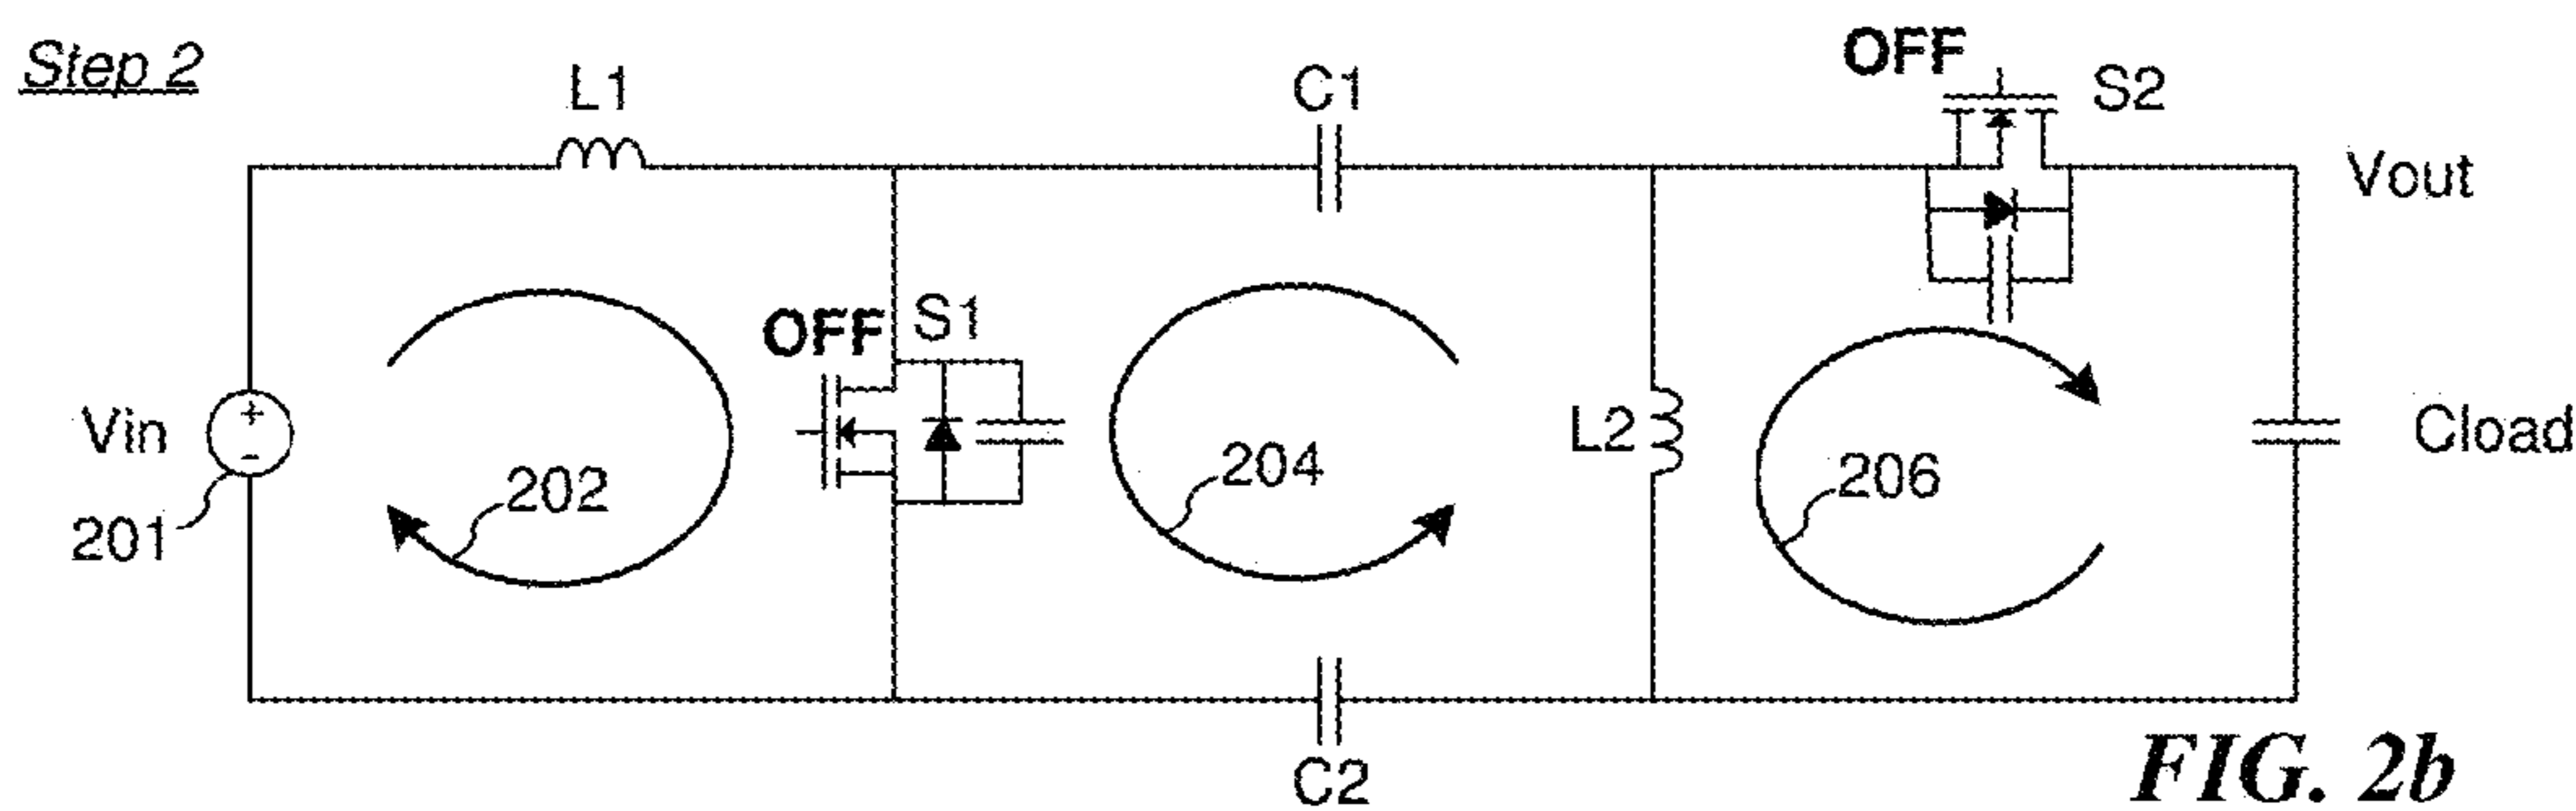 Step 2
L1
C1
OFF
S2
Vout
OFF
S1
Vin
+
-
201
202
204
L2
206
Cload
C2
FIG. 2b